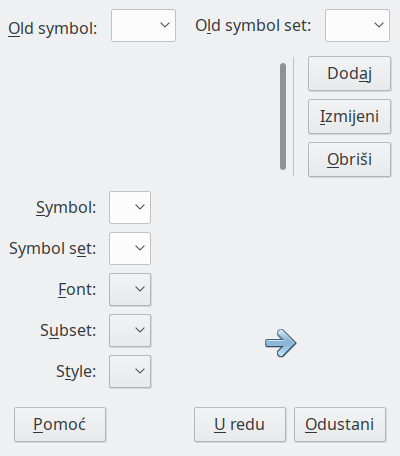 Old symbol: Old symbol set:
Dodaj
Izmijeni
Obriši
Symbol:
Symbol set:
Font:
Subset:
Style:
Pomoć U redu Odustani